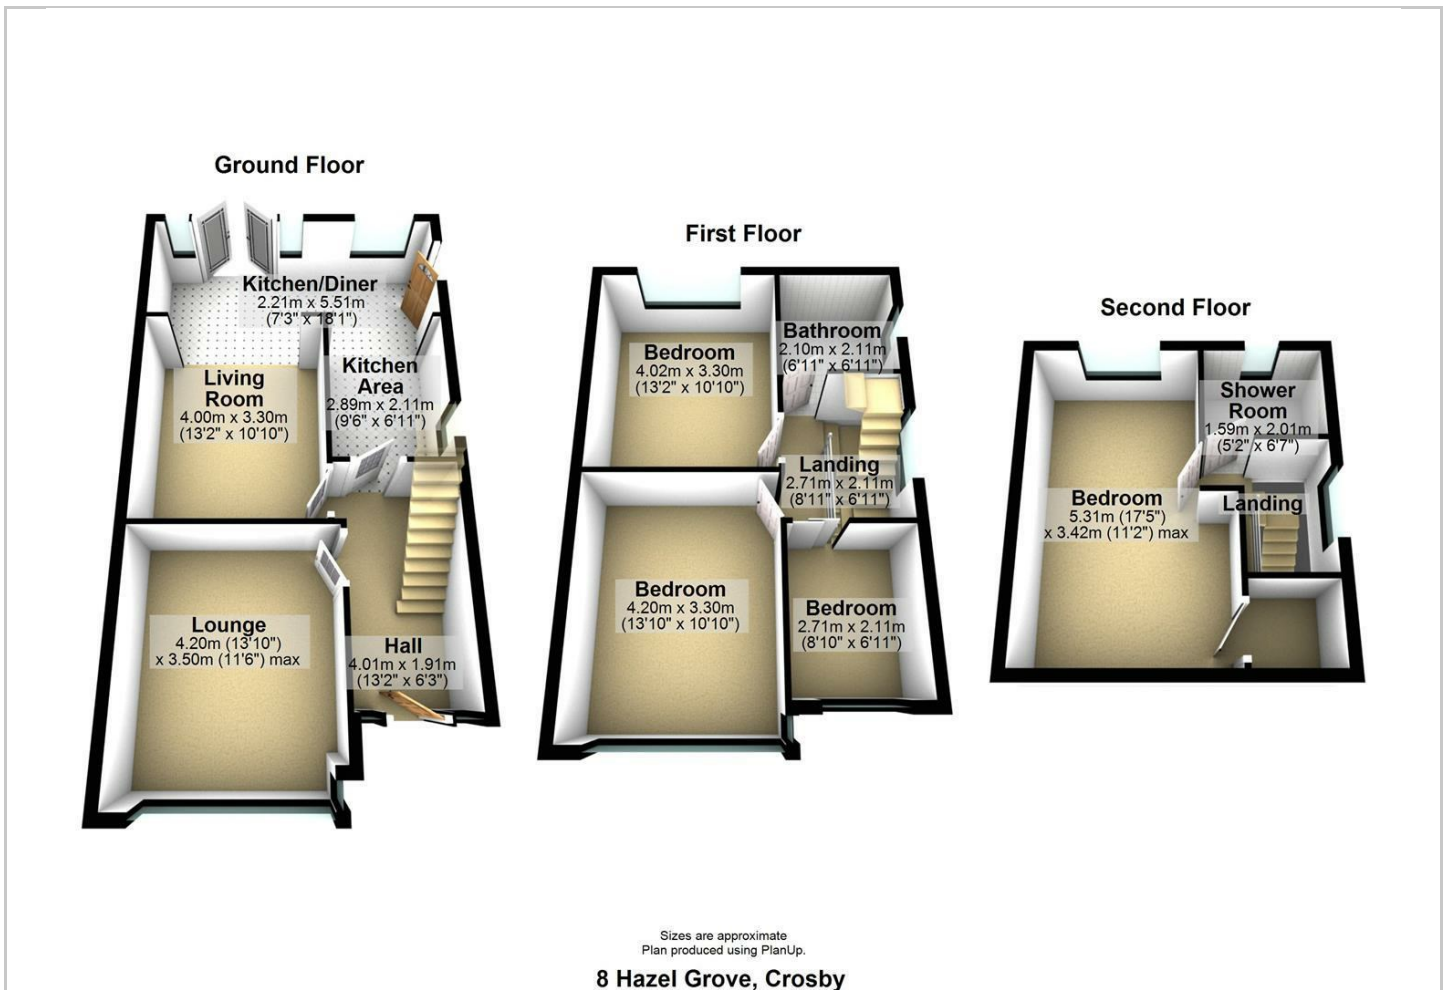 Ground Floor
Kitchen/Diner
2.21m x 5.51m
(7'3" x 18'1")
Kitchen
Area
2.89m x 2.11m
(9'6" x 6'11")
Living
Room
4.00m x 3.30m
(13'2" x 10'10")
Lounge
4.20m (13'10")
x 3.50m (11'6") max
Hall
4.01m x 1.91m
(13'2" x 6'3")
First Floor
Bedroom
4.02m x 3.30m
(13'2" x 10'10")
Bathroom
2.10m x 2.11m
(6'11" x 6'11")
Landing
2.71m x 2.11m
(8'11" x 6'11")
Bedroom
4.20m x 3.30m
(13'10" x 10'10")
Bedroom
2.71m x 2.11m
(8'10" x 6'11")
Second Floor
Shower
Room
1.59m x 2.01m
(5'2" x 6'7")
Bedroom
5.31m (17'5")
x 3.42m (11'2") max
Landing
Sizes are approximate
Plan produced using PlanUp.
8 Hazel Grove, Crosby